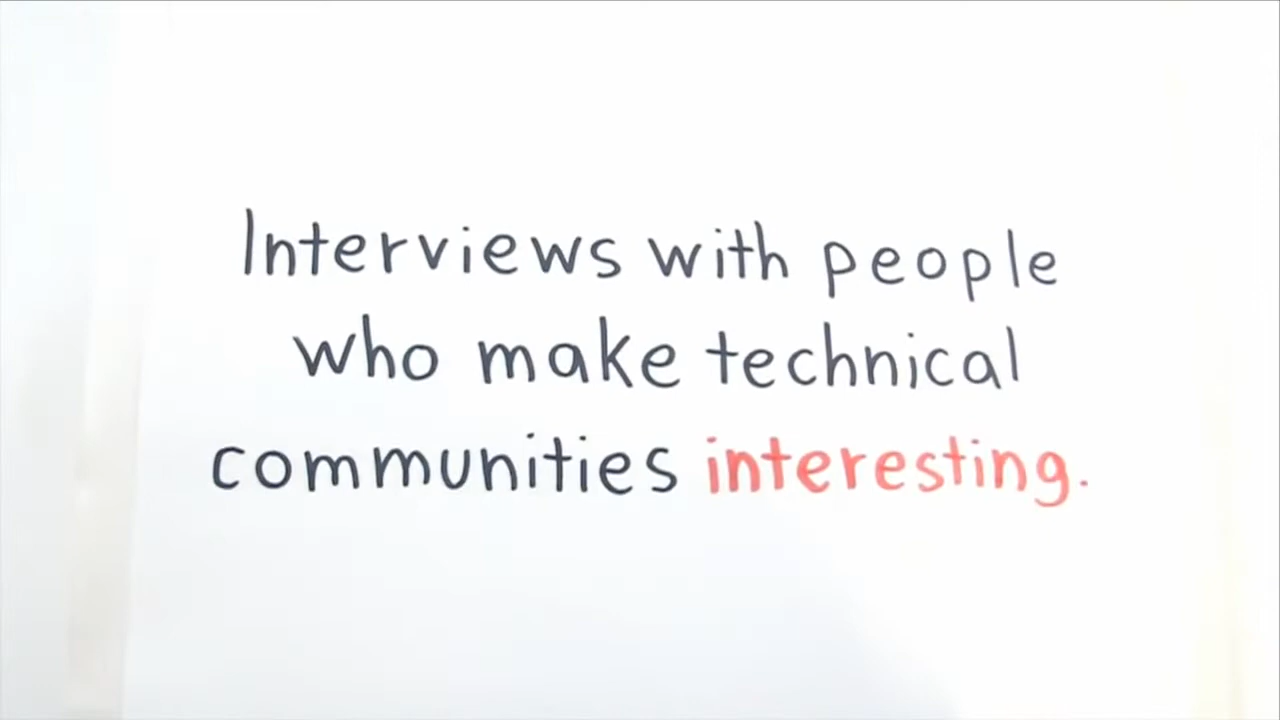 Interviews with people
who make technical
communities interesting.